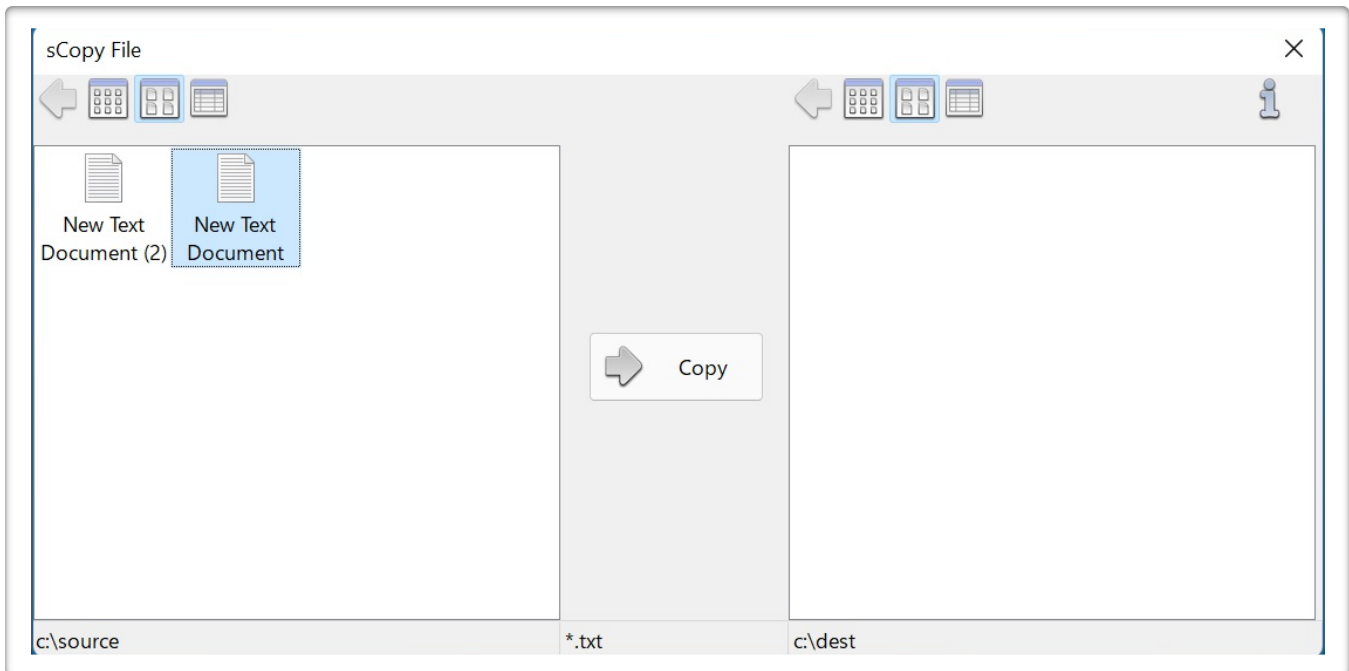 sCopy File
New Text
Document (2)
New Text
Document
Copy
c:\source
*.txt
c:\dest